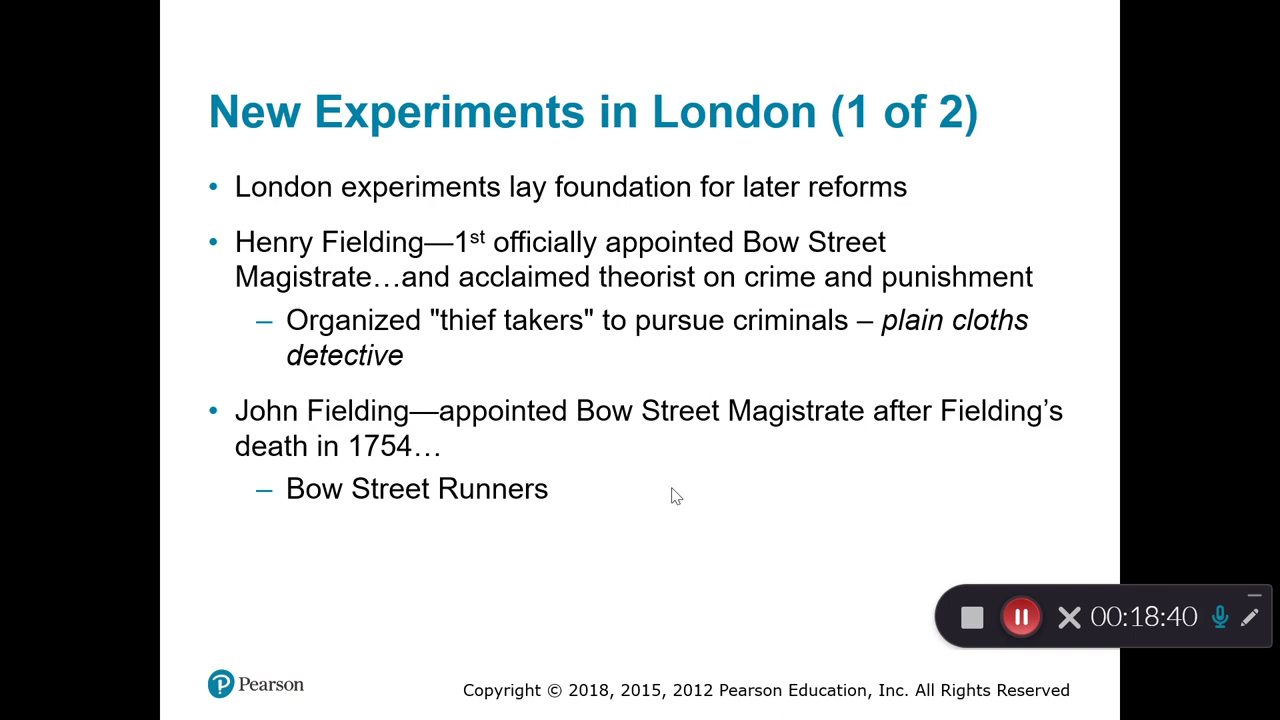 New Experiments in London (1 of 2)
• London experiments lay foundation for later reforms
• Henry Fielding—1st officially appointed Bow Street
Magistrate…and acclaimed theorist on crime and punishment
– Organized "thief takers" to pursue criminals – plain cloths
detective
• John Fielding—appointed Bow Street Magistrate after Fielding’s
death in 1754…
– Bow Street Runners
00:18:40
Pearson
Copyright © 2018, 2015, 2012 Pearson Education, Inc. All Rights Reserved